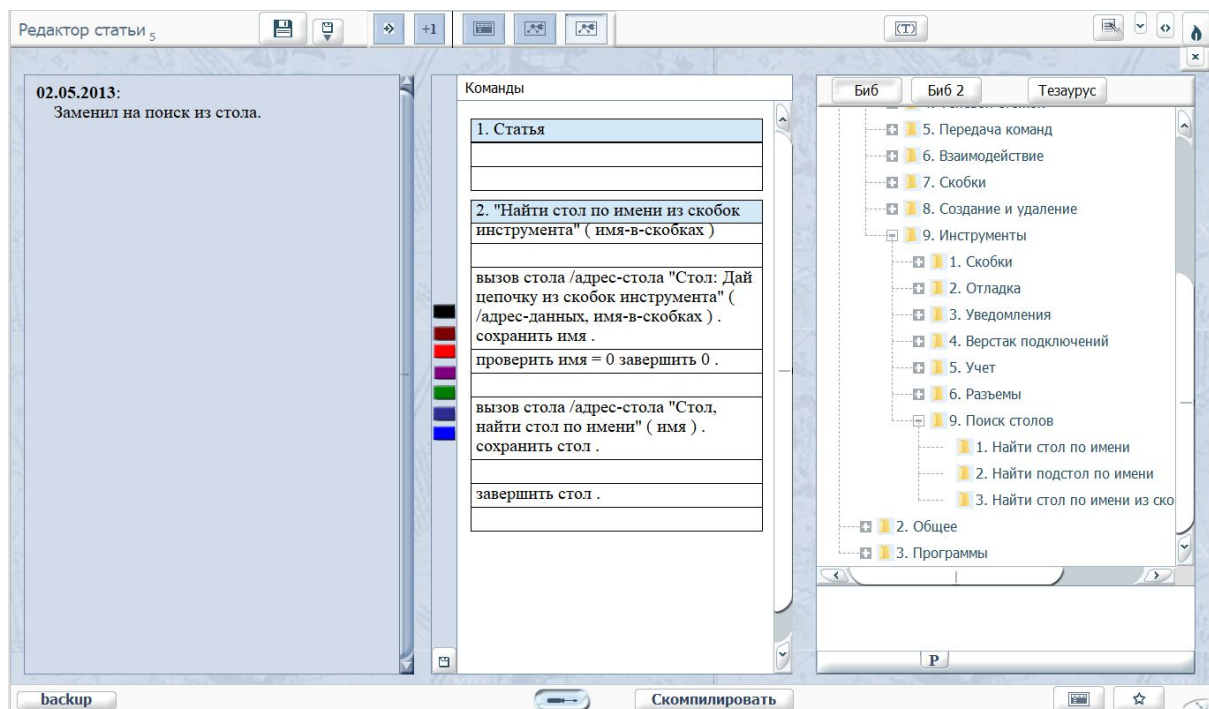 Редактор статьи 5
+1
(T)
02.05.2013:
Заменил на поиск из стола.
Команды
1. Статья
2. "Найти стол по имени из скобок
инструмента" ( имя-в-скобках )
вызов стола /адрес-стола "Стол: Дай
цепочку из скобок инструмента" (
/адрес-данных, имя-в-скобках ) .
сохранить имя .
проверить имя = 0 завершить 0 .
вызов стола /адрес-стола "Стол,
найти стол по имени" ( имя ) .
сохранить стол .
завершить стол .
Биб Биб 2 Тезаурус
5. Передача команд
6. Взаимодействие
7. Скобки
8. Создание и удаление
9. Инструменты
1. Скобки
2. Отладка
3. Уведомления
4. Верстак подключений
5. Учет
6. Разъемы
9. Поиск столов
1. Найти стол по имени
2. Найти подстол по имени
3. Найти стол по имени из ско
2. Общее
3. Программы
P
backup Скомпилировать